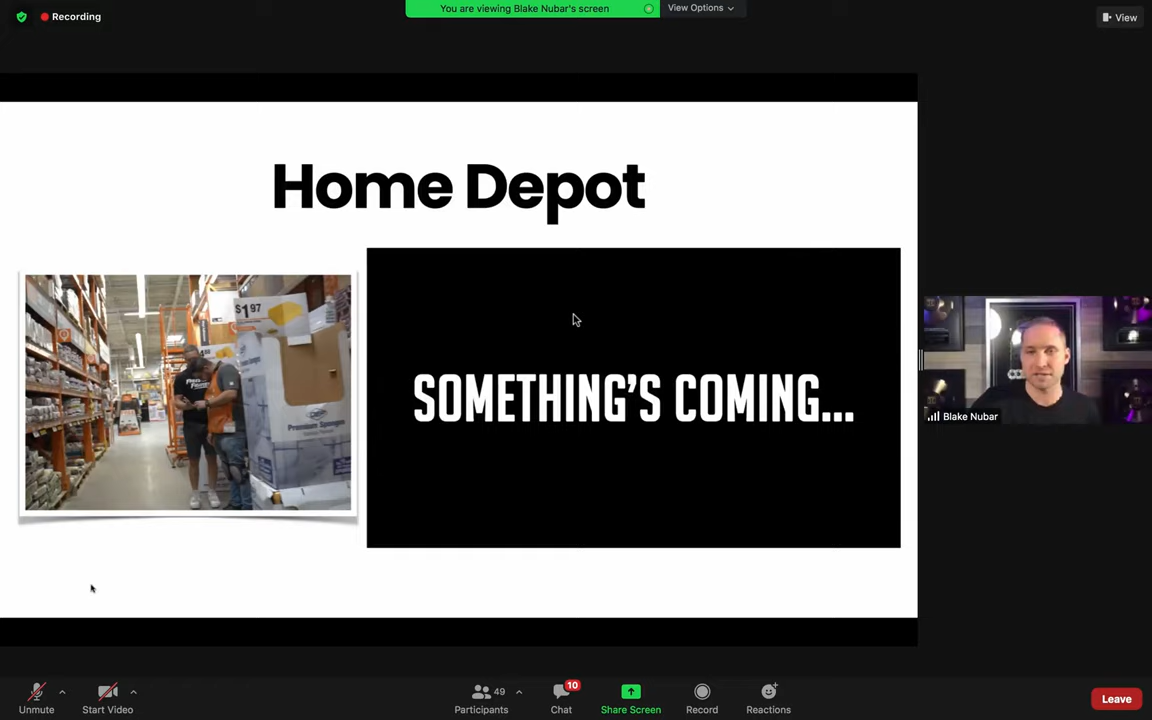 Recording
You are viewing Blake Nubar's screen
View Options
View
Home Depot
$1.97
Premium Sponges
SOMETHING'S COMING...
Blake Nubar
Unmute
Start Video
49
Participants
10
Chat
Share Screen
Record
Reactions
Leave